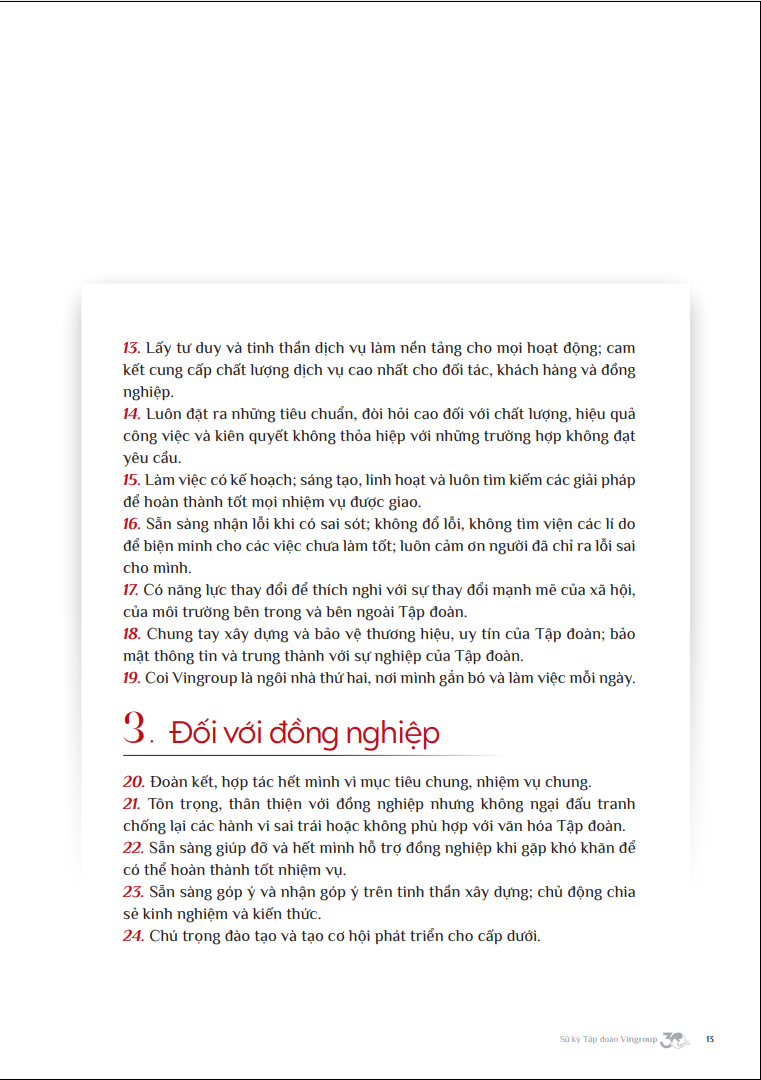 13. Lấy tư duy và tinh thần dịch vụ làm nền tảng cho mọi hoạt động; cam
kết cung cấp chất lượng dịch vụ cao nhất cho đối tác, khách hàng và đồng
nghiệp.
14. Luôn đặt ra những tiêu chuẩn, đòi hỏi cao đối với chất lượng, hiệu quả
công việc và kiên quyết không thỏa hiệp với những trường hợp không đạt
yêu cầu.
15. Làm việc có kế hoạch; sáng tạo, linh hoạt và luôn tìm kiếm các giải pháp
để hoàn thành tốt mọi nhiệm vụ được giao.
16. Sẵn sàng nhận lỗi khi có sai sót; không đổ lỗi, không tìm viện các lí do
để biện minh cho các việc chưa làm tốt; luôn cảm ơn người đã chỉ ra lỗi sai
cho mình.
17. Có năng lực thay đổi để thích nghi với sự thay đổi mạnh mẽ của xã hội,
của môi trường bên trong và bên ngoài Tập đoàn.
18. Chung tay xây dựng và bảo vệ thương hiệu, uy tín của Tập đoàn; bảo
mật thông tin và trung thành với sự nghiệp của Tập đoàn.
19. Coi Vingroup là ngôi nhà thứ hai, nơi mình gắn bó và làm việc mỗi ngày.
3. Đối với đồng nghiệp
20. Đoàn kết, hợp tác hết mình vì mục tiêu chung, nhiệm vụ chung.
21. Tôn trọng, thân thiện với đồng nghiệp nhưng không ngại đấu tranh
chống lại các hành vi sai trái hoặc không phù hợp với văn hóa Tập đoàn.
22. Sẵn sàng giúp đỡ và hết mình hỗ trợ đồng nghiệp khi gặp khó khăn để
có thể hoàn thành tốt nhiệm vụ.
23. Sẵn sàng góp ý và nhận góp ý trên tinh thần xây dựng; chủ động chia
sẻ kinh nghiệm và kiến thức.
24. Chú trọng đào tạo và tạo cơ hội phát triển cho cấp dưới.
Sử ký Tập đoàn Vingroup 30 13